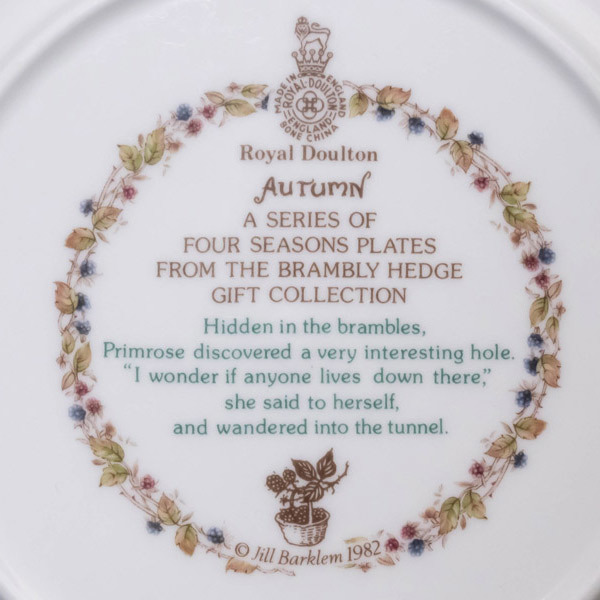 MADE IN ENGLAND
ROYAL DOULTON
ENGLAND
BONE CHINA
Royal Doulton
AUTUMN
A SERIES OF
FOUR SEASONS PLATES
FROM THE BRAMBLY HEDGE
GIFT COLLECTION
Hidden in the brambles,
Primrose discovered a very interesting hole.
“I wonder if anyone lives down there,”
she said to herself,
and wandered into the tunnel.
© Jill Barklem 1982